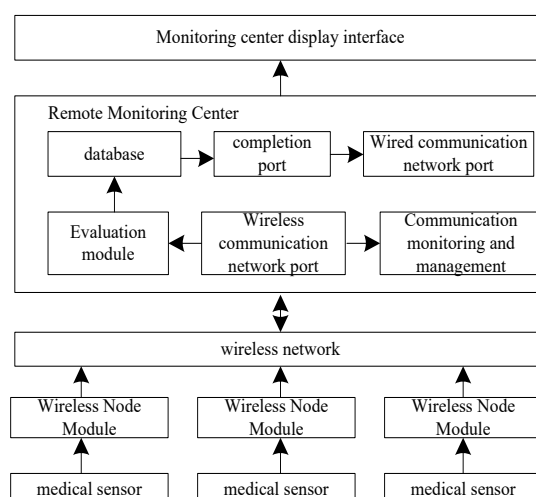 Monitoring center display interface
Remote Monitoring Center
database
completion
port
Wired communication
network port
Evaluation
module
Wireless
communication
network port
Communication
monitoring and
management
wireless network
Wireless Node
Module
Wireless Node
Module
Wireless Node
Module
medical sensor
medical sensor
medical sensor